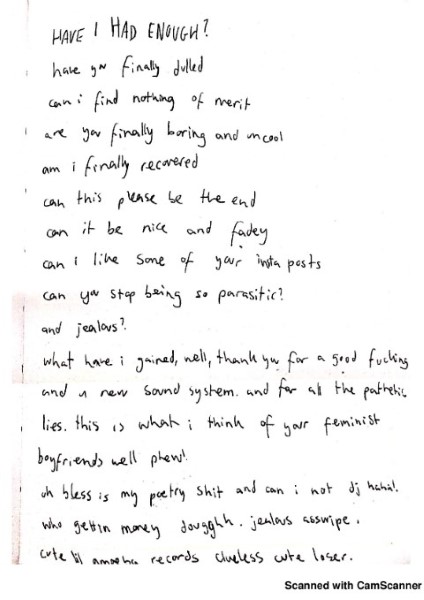 HAVE I HAD ENOUGH?
have you finally dulled
can i find nothing of merit
are you finally boring and uncool
am i finally recovered
can this please be the end
can it be nice and fadey
can i like some of your insta posts
can you stop being so parasitic?
and jealous?
what have i gained, well, thank you for a good fucking
and a new sound system. and for all the pathetic
lies. this is what i think of your feminist
boyfriends well phew!
oh bless is my poetry shit and can i not dj haha!
who gettin money dougghh. jealous asswipe.
cute lil records clueless cute loser.
Scanned with CamScanner